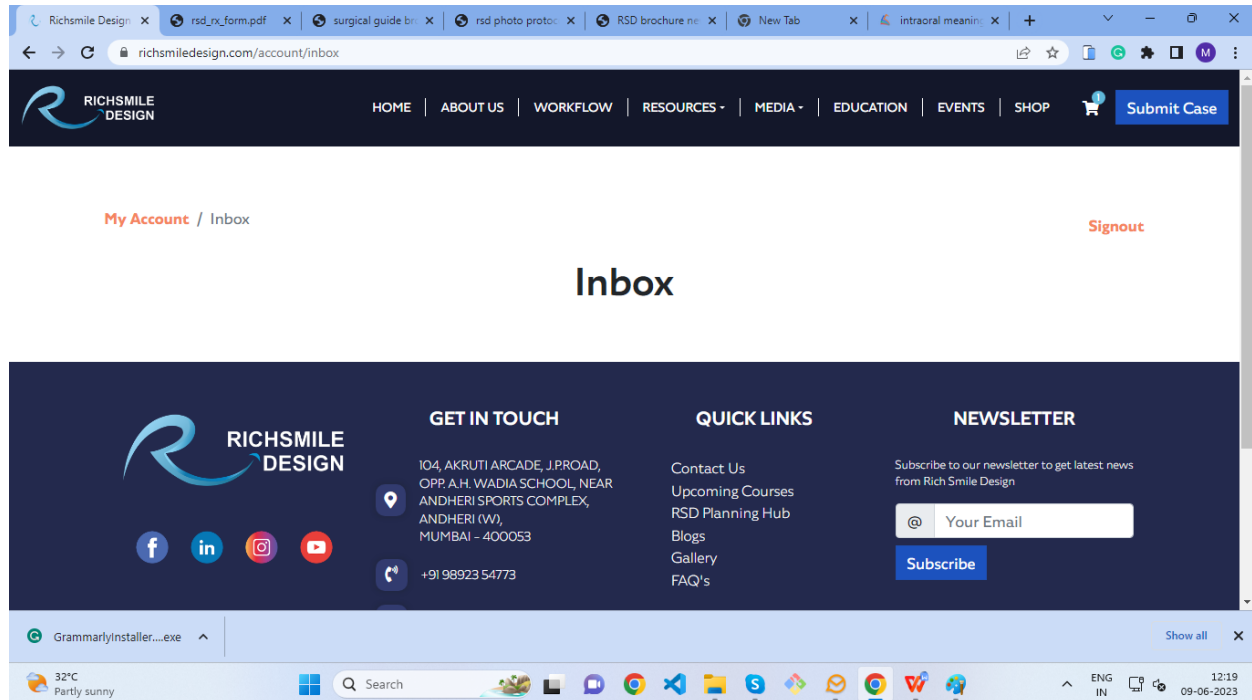 Richsmile Design
rsd_rx_form.pdf
surgical guide bro
rsd photo protoc
RSD brochure ne
New Tab
intraoral meaning
richsmiledesign.com/account/inbox
M
RICHSMILE
DESIGN
HOME
ABOUT US
WORKFLOW
RESOURCES
MEDIA
EDUCATION
EVENTS
SHOP
1
Submit Case
My Account / Inbox
Signout
Inbox
RICHSMILE
DESIGN
GET IN TOUCH
104, AKRUTI ARCADE, J.P.ROAD,
OPP. A.H. WADIA SCHOOL, NEAR
ANDHERI SPORTS COMPLEX,
ANDHERI (W),
MUMBAI - 400053
+91 98923 54773
QUICK LINKS
Contact Us
Upcoming Courses
RSD Planning Hub
Blogs
Gallery
FAQ's
NEWSLETTER
Subscribe to our newsletter to get latest news
from Rich Smile Design
@ Your Email
Subscribe
GrammarlyInstaller....exe
Show all
32°C
Partly sunny
Search
ENG
IN
12:19
09-06-2023